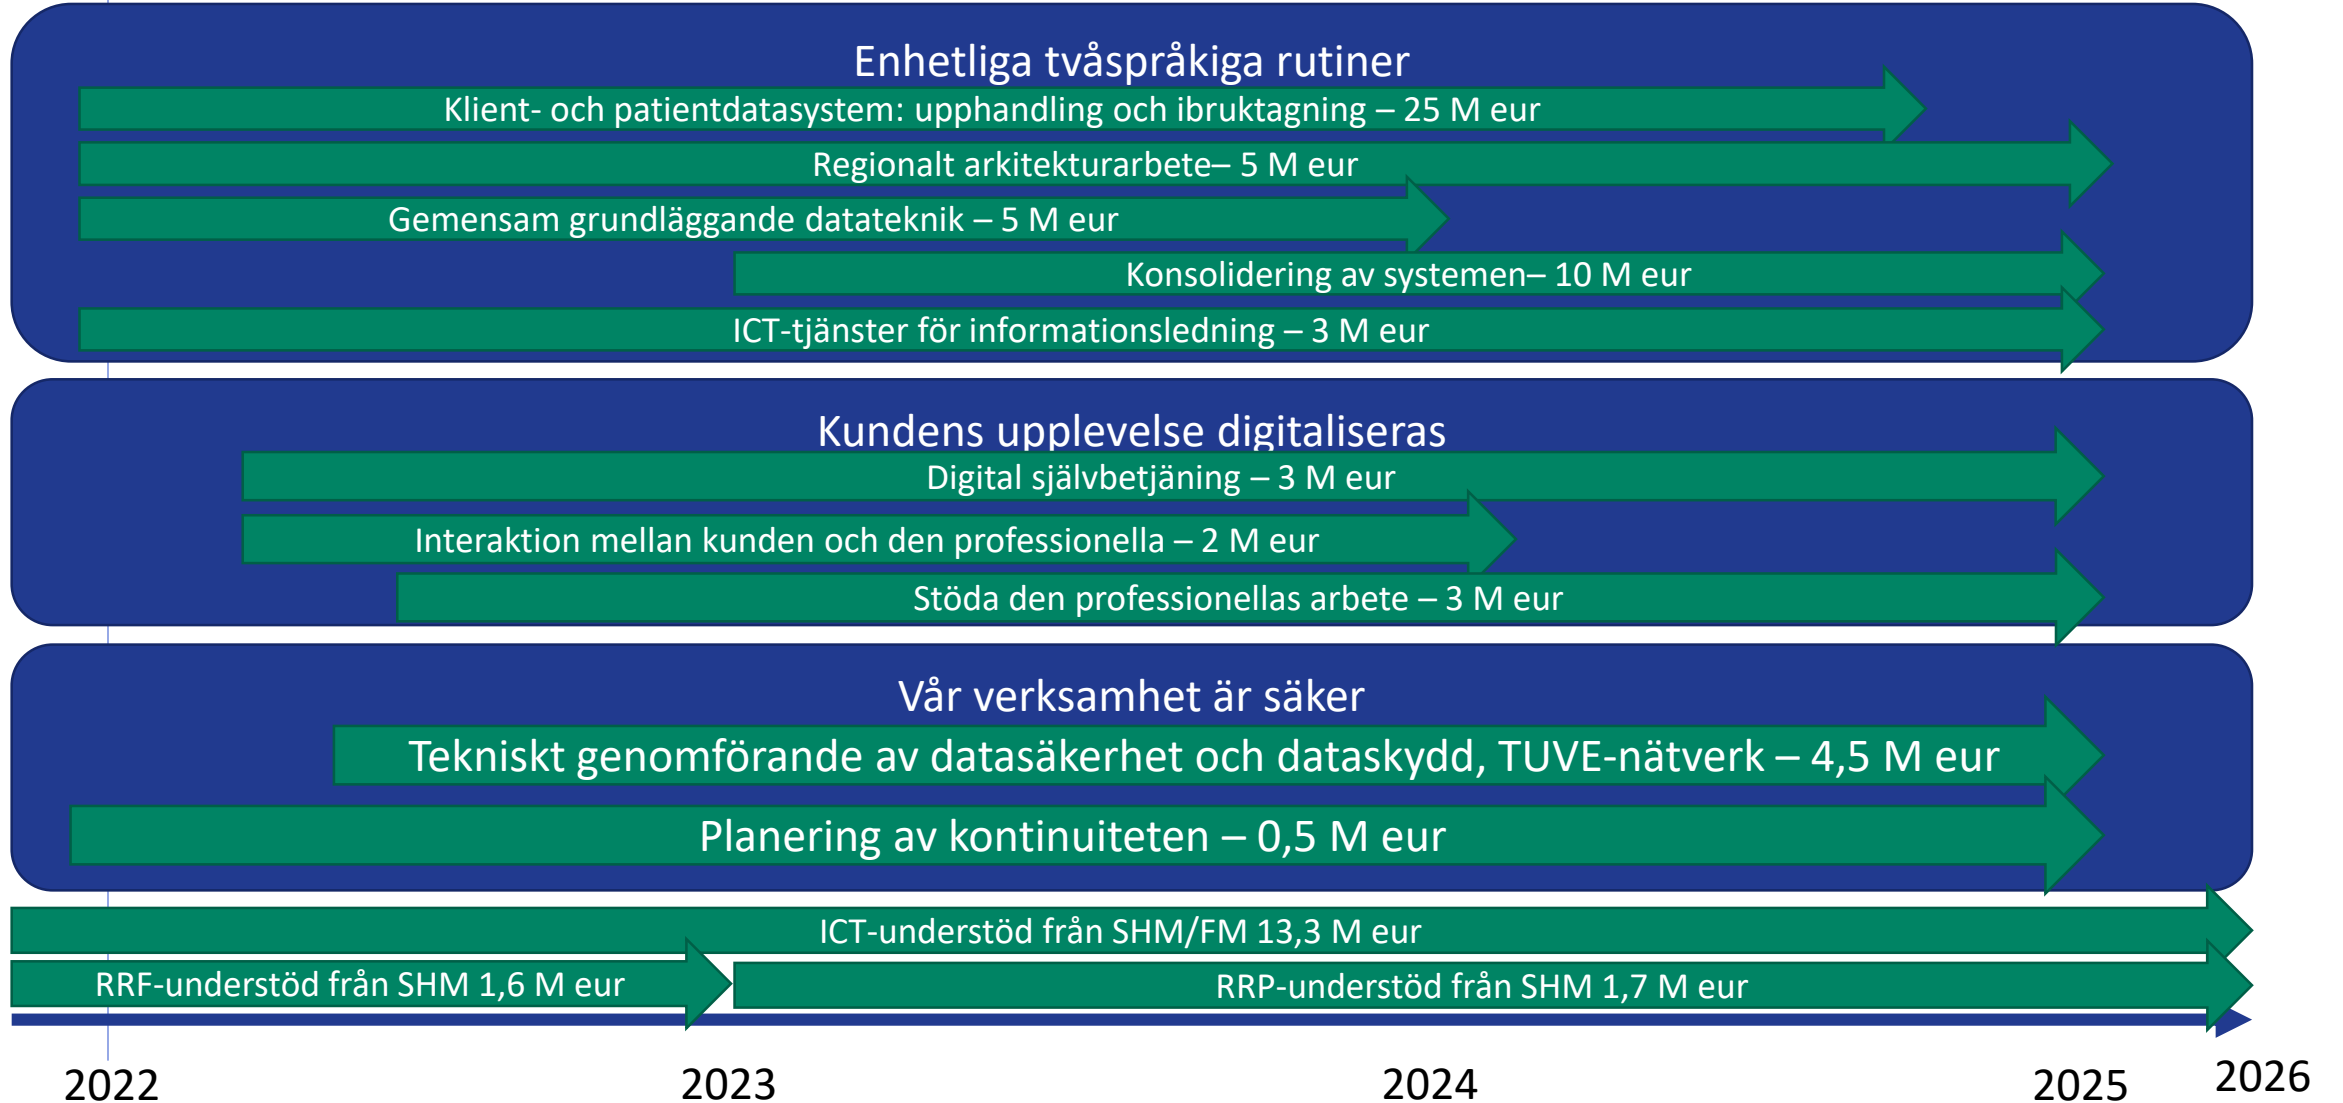 Enhetliga tvåspråkiga rutiner
Klient- och patientdatasystem: upphandling och ibruktagning – 25 M eur
Regionalt arkitekturarbete– 5 M eur
Gemensam grundläggande datateknik – 5 M eur
Konsolidering av systemen– 10 M eur
ICT-tjänster för informationsledning – 3 M eur
Kundens upplevelse digitaliseras
Digital självbetjäning – 3 M eur
Interaktion mellan kunden och den professionella – 2 M eur
Stöda den professionellas arbete – 3 M eur
Vår verksamhet är säker
Tekniskt genomförande av datasäkerhet och dataskydd, TUVE-nätverk – 4,5 M eur
Planering av kontinuiteten – 0,5 M eur
ICT-understöd från SHM/FM 13,3 M eur
RRF-understöd från SHM 1,6 M eur
RRP-understöd från SHM 1,7 M eur
2022
2023
2024
2025
2026